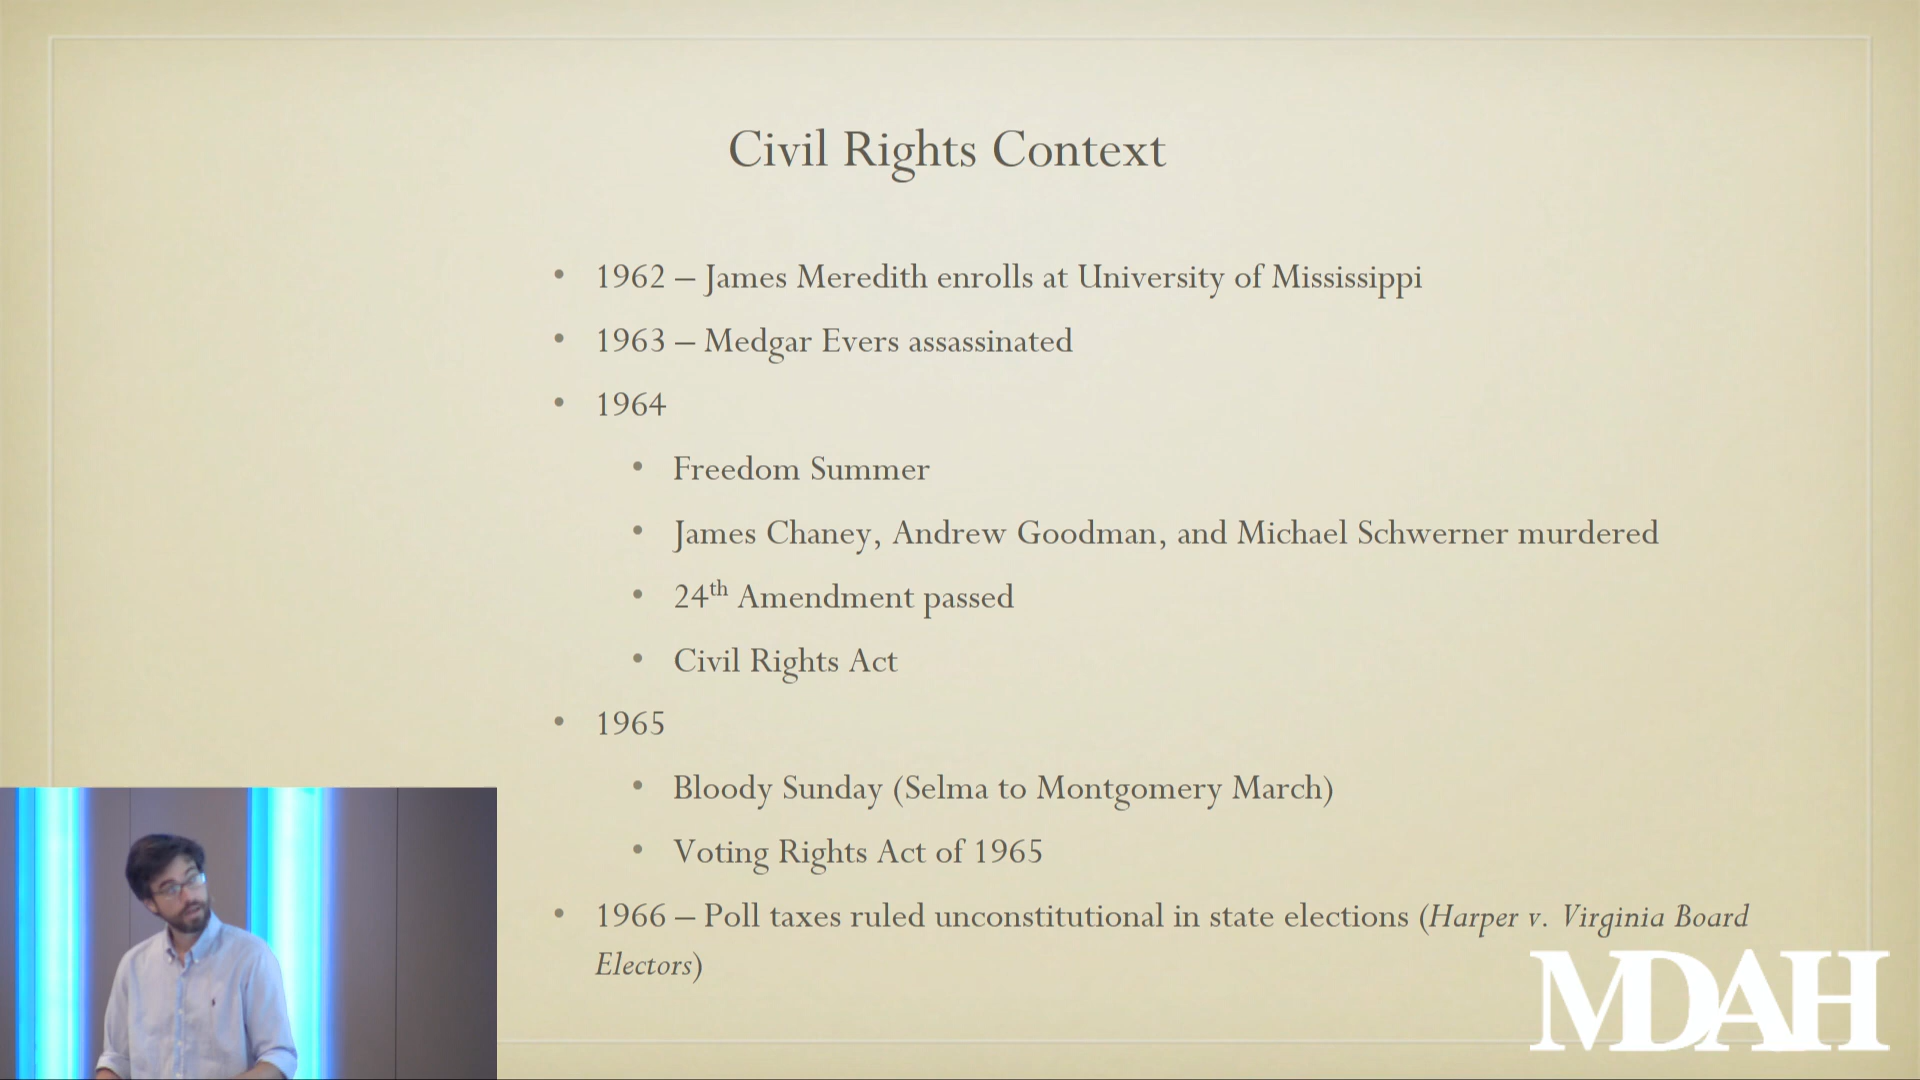 Civil Rights Context
• 1962 – James Meredith enrolls at University of Mississippi
• 1963 – Medgar Evers assassinated
• 1964
• Freedom Summer
• James Chaney, Andrew Goodman, and Michael Schwerner murdered
• 24th Amendment passed
• Civil Rights Act
• 1965
• Bloody Sunday (Selma to Montgomery March)
• Voting Rights Act of 1965
• 1966 – Poll taxes ruled unconstitutional in state elections (Harper v. Virginia Board
Electors)
MDAH